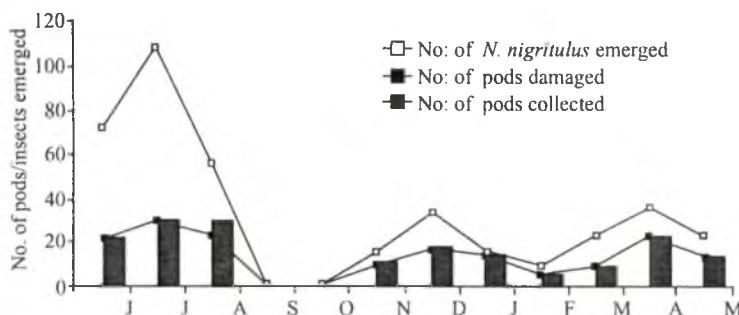 120
100
80
60
40
20
0
No. of pods/insects emerged
No: of N. nigritulus emerged
No: of pods damaged
No: of pods collected
J J A S O N D J F M A M